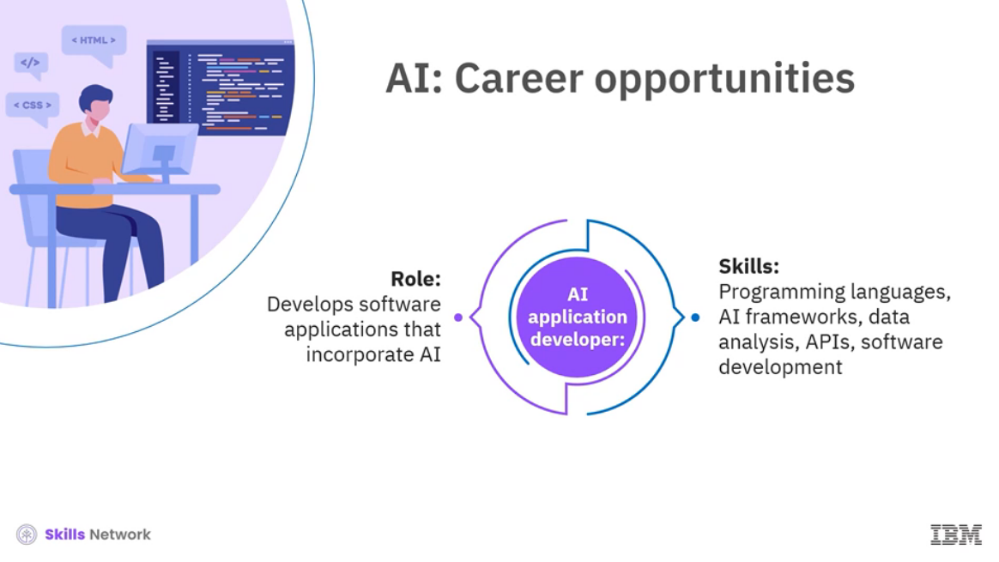 < HTML >
</>
< CSS >
AI: Career opportunities
Role:
Develops software
applications that
incorporate AI
AI
application
developer:
Skills:
Programming languages,
AI frameworks, data
analysis, APIs, software
development
Skills Network
IBM